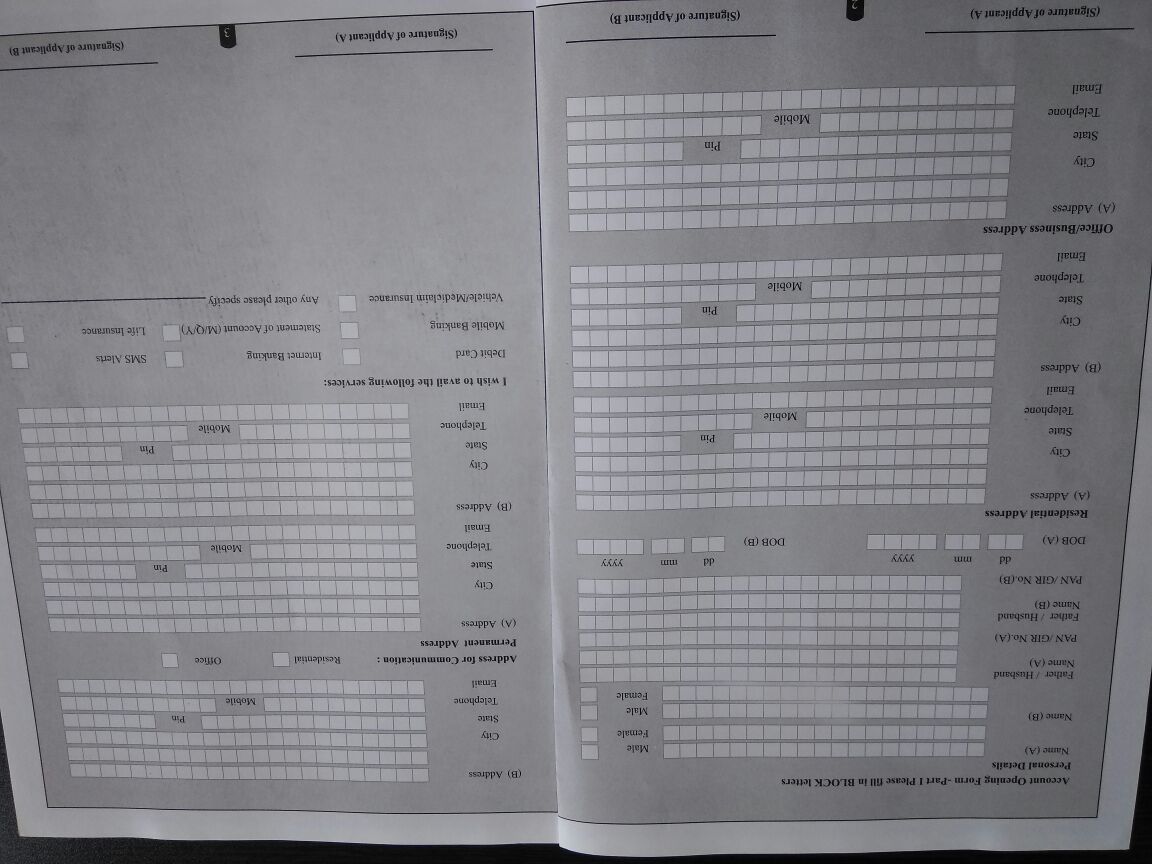 Account Opening Form -Part I Please fill in BLOCK letters
Personal Details
Name (A)
Male
Female
Name (B)
Male
Female
Father / Husband
Name (A)
PAN /GIR No.(A)
Father / Husband
Name (B)
PAN /GIR No.(B)
dd mm yyyy dd mm yyyy
DOB (A) DOB (B)
Residential Address
(A) Address
City
State Pin
Telephone Mobile
Email
(B) Address
City
State Pin
Telephone Mobile
Email
Office/Business Address
(A) Address
City
State Pin
Telephone Mobile
Email
(Signature of Applicant A) 2 (Signature of Applicant B)
(B) Address
City
State Pin
Telephone Mobile
Email
Address for Communication : Residential Office
Permanent Address
(A) Address
City
State Pin
Telephone Mobile
Email
(B) Address
City
State Pin
Telephone Mobile
Email
I wish to avail the following services:
Debit Card Internet Banking SMS Alerts
Mobile Banking Statement of Account (M/Q/Y) Life Insurance
Vehicle/Mediclaim Insurance Any other please specify
(Signature of Applicant A) 3 (Signature of Applicant B)